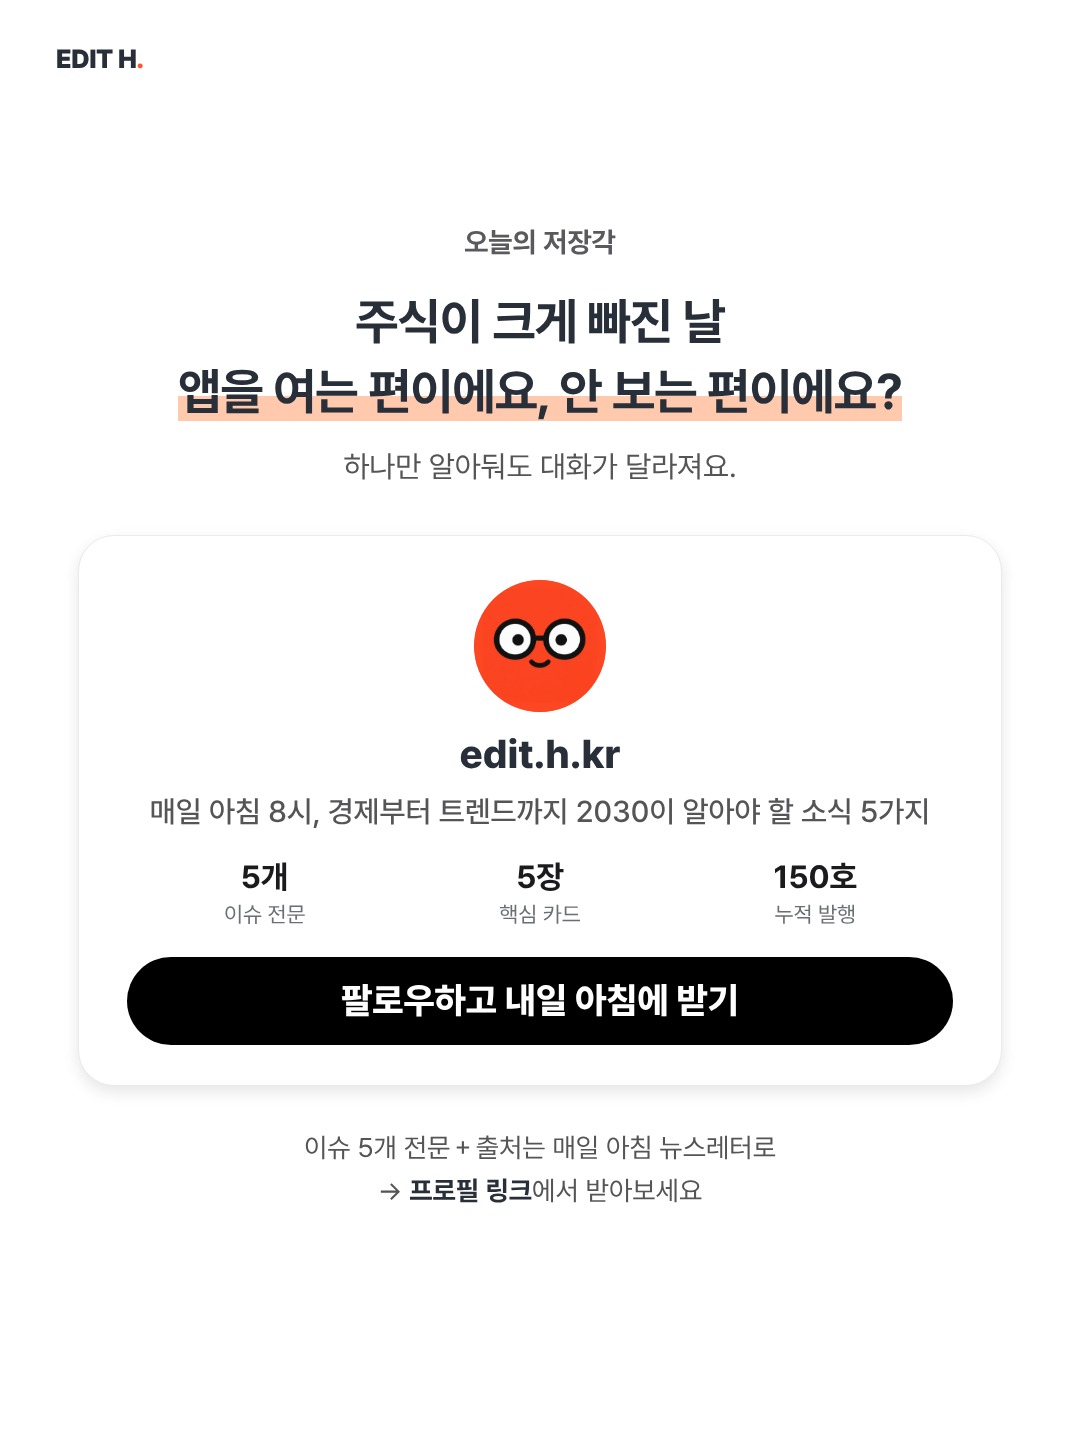 EDIT H.
오늘의 저장각
주식이 크게 빠진 날
앱을 여는 편이에요, 안 보는 편이에요?
하나만 알아둬도 대화가 달라져요.
edit.h.kr
매일 아침 8시, 경제부터 트렌드까지 2030이 알아야 할 소식 5가지
5개 5장 150호
이슈 전문 핵심 카드 누적 발행
팔로우하고 내일 아침에 받기
이슈 5개 전문 + 출처는 매일 아침 뉴스레터로
→ 프로필 링크에서 받아보세요